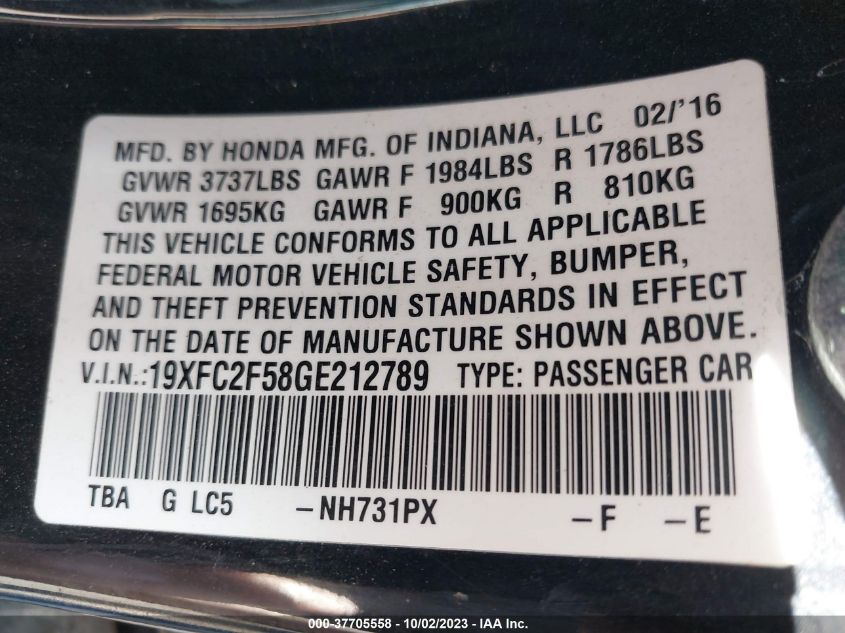 MFD. BY HONDA MFG. OF INDIANA, LLC 02/'16
GVWR 3737LBS GAWR F 1984LBS R 1786LBS
GVWR 1695KG GAWR F 900KG R 810KG
THIS VEHICLE CONFORMS TO ALL APPLICABLE
FEDERAL MOTOR VEHICLE SAFETY, BUMPER,
AND THEFT PREVENTION STANDARDS IN EFFECT
ON THE DATE OF MANUFACTURE SHOWN ABOVE.
V.I.N.:19XFC2F58GE212789 TYPE: PASSENGER CAR
TBA G LC5 -NH731PX -F -E
000-37705558 - 10/02/2023 - IAA Inc.